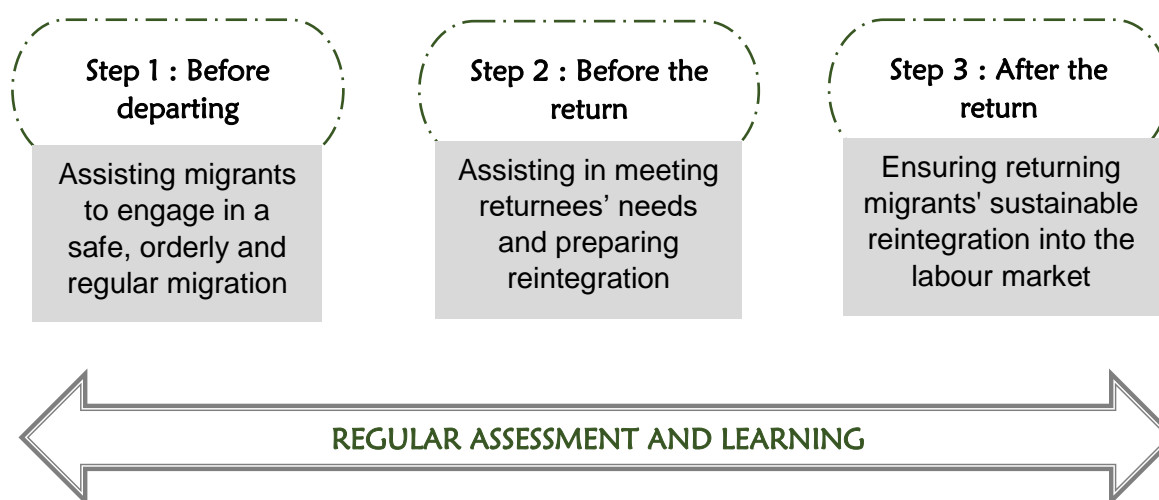 Step 1 : Before
departing
Assisting migrants
to engage in a
safe, orderly and
regular migration
Step 2 : Before the
return
Assisting in meeting
returnees’ needs
and preparing
reintegration
Step 3 : After the
return
Ensuring returning
migrants' sustainable
reintegration into the
labour market
REGULAR ASSESSMENT AND LEARNING